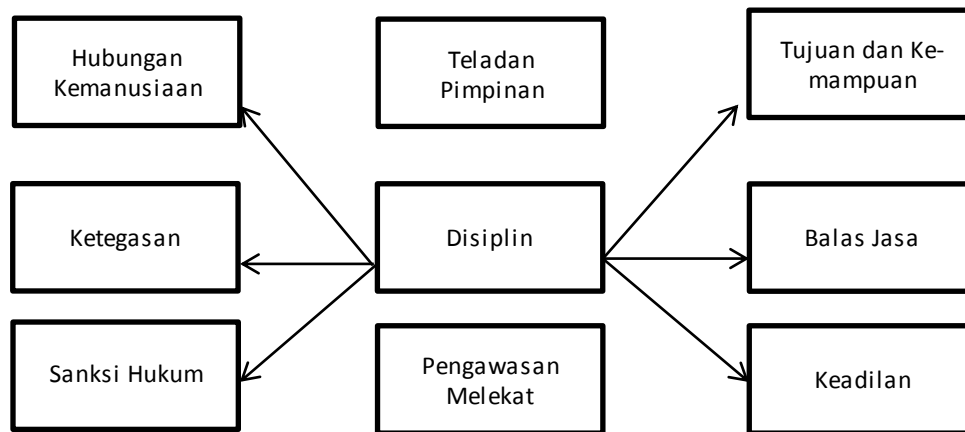 Hubungan
Kemanusiaan
Teladan
Pimpinan
Tujuan dan Ke-
mampuan
Ketegasan
Disiplin
Balas Jasa
Sanksi Hukum
Pengawasan
Melekat
Keadilan